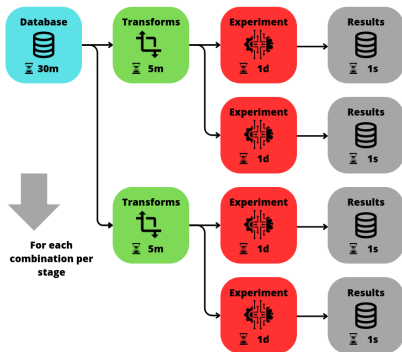 Database
30m
Transforms
5m
Experiment
1d
Results
1s
Experiment
1d
Results
1s
Transforms
5m
Experiment
1d
Results
1s
Experiment
1d
Results
1s
For each
combination per
stage